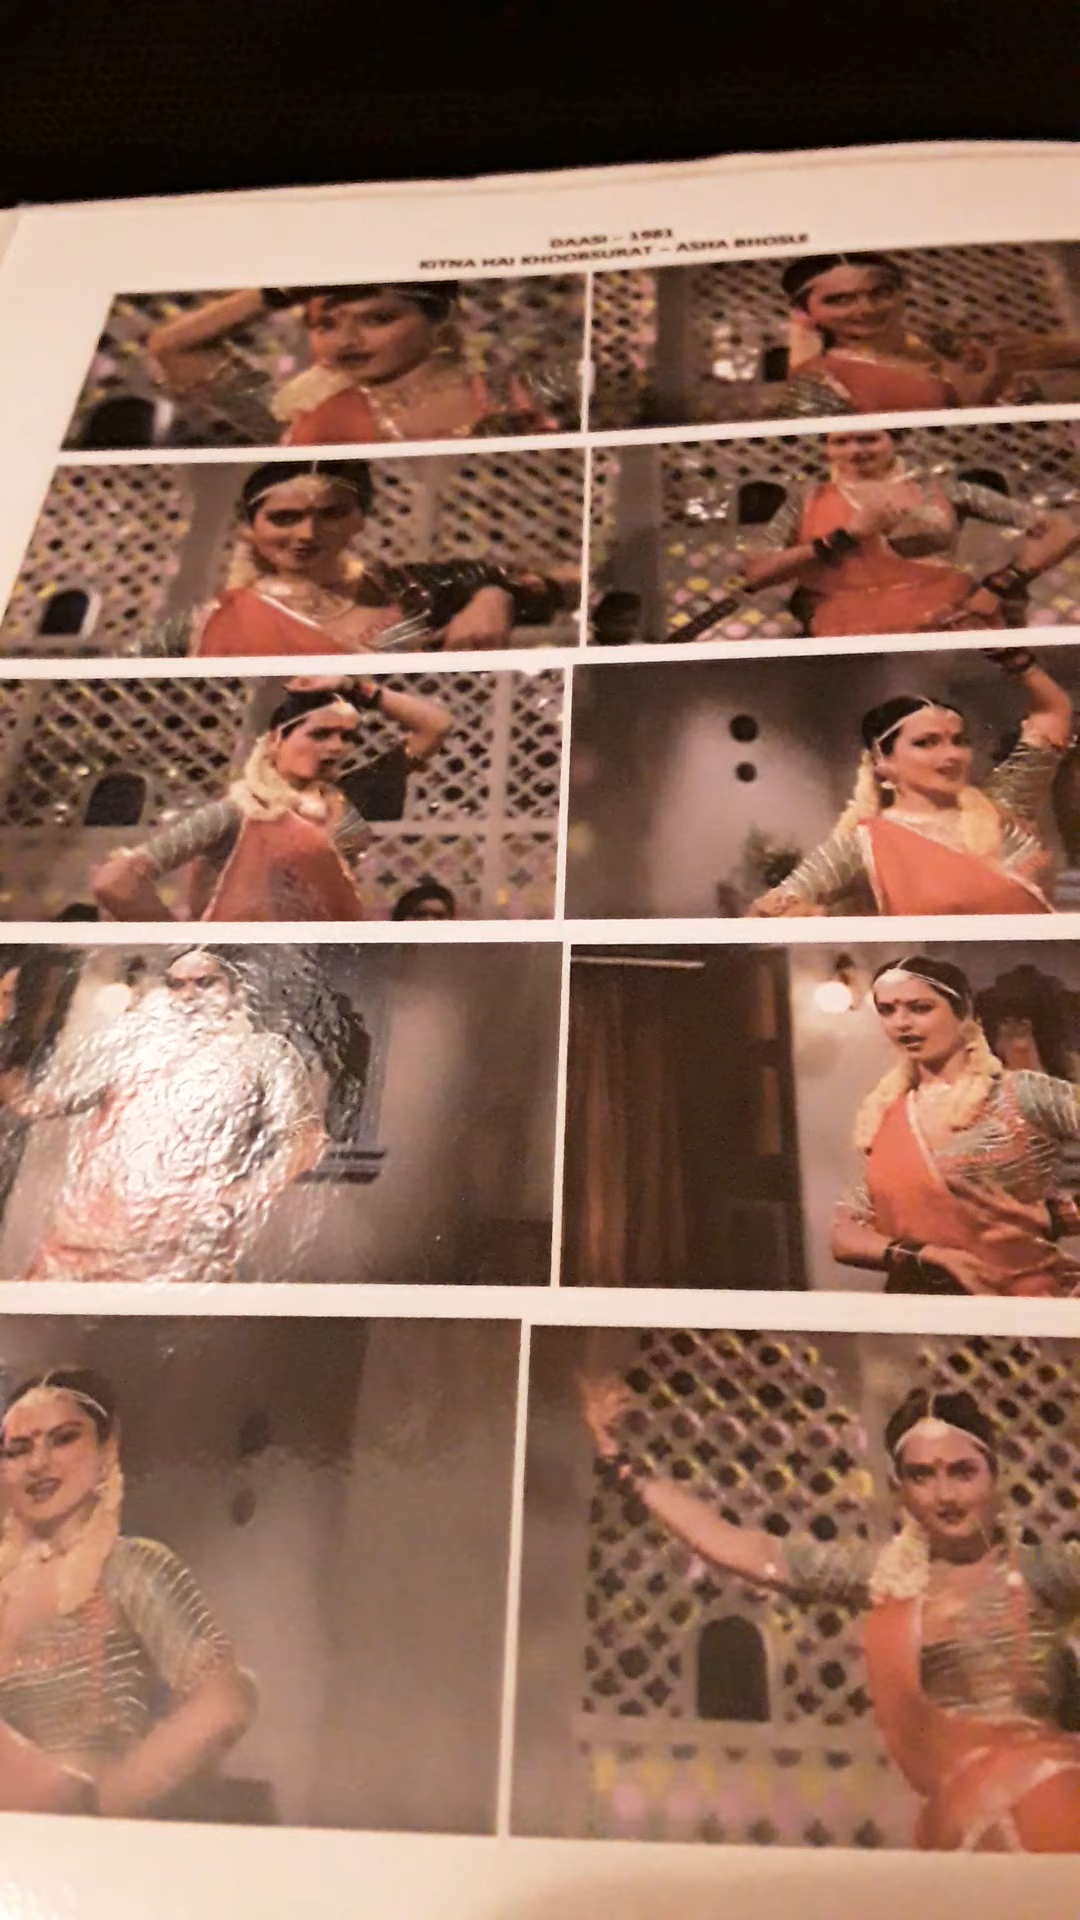 DAASI – 1981
KITNA HAI KHOOBSURAT – ASHA BHOSLE